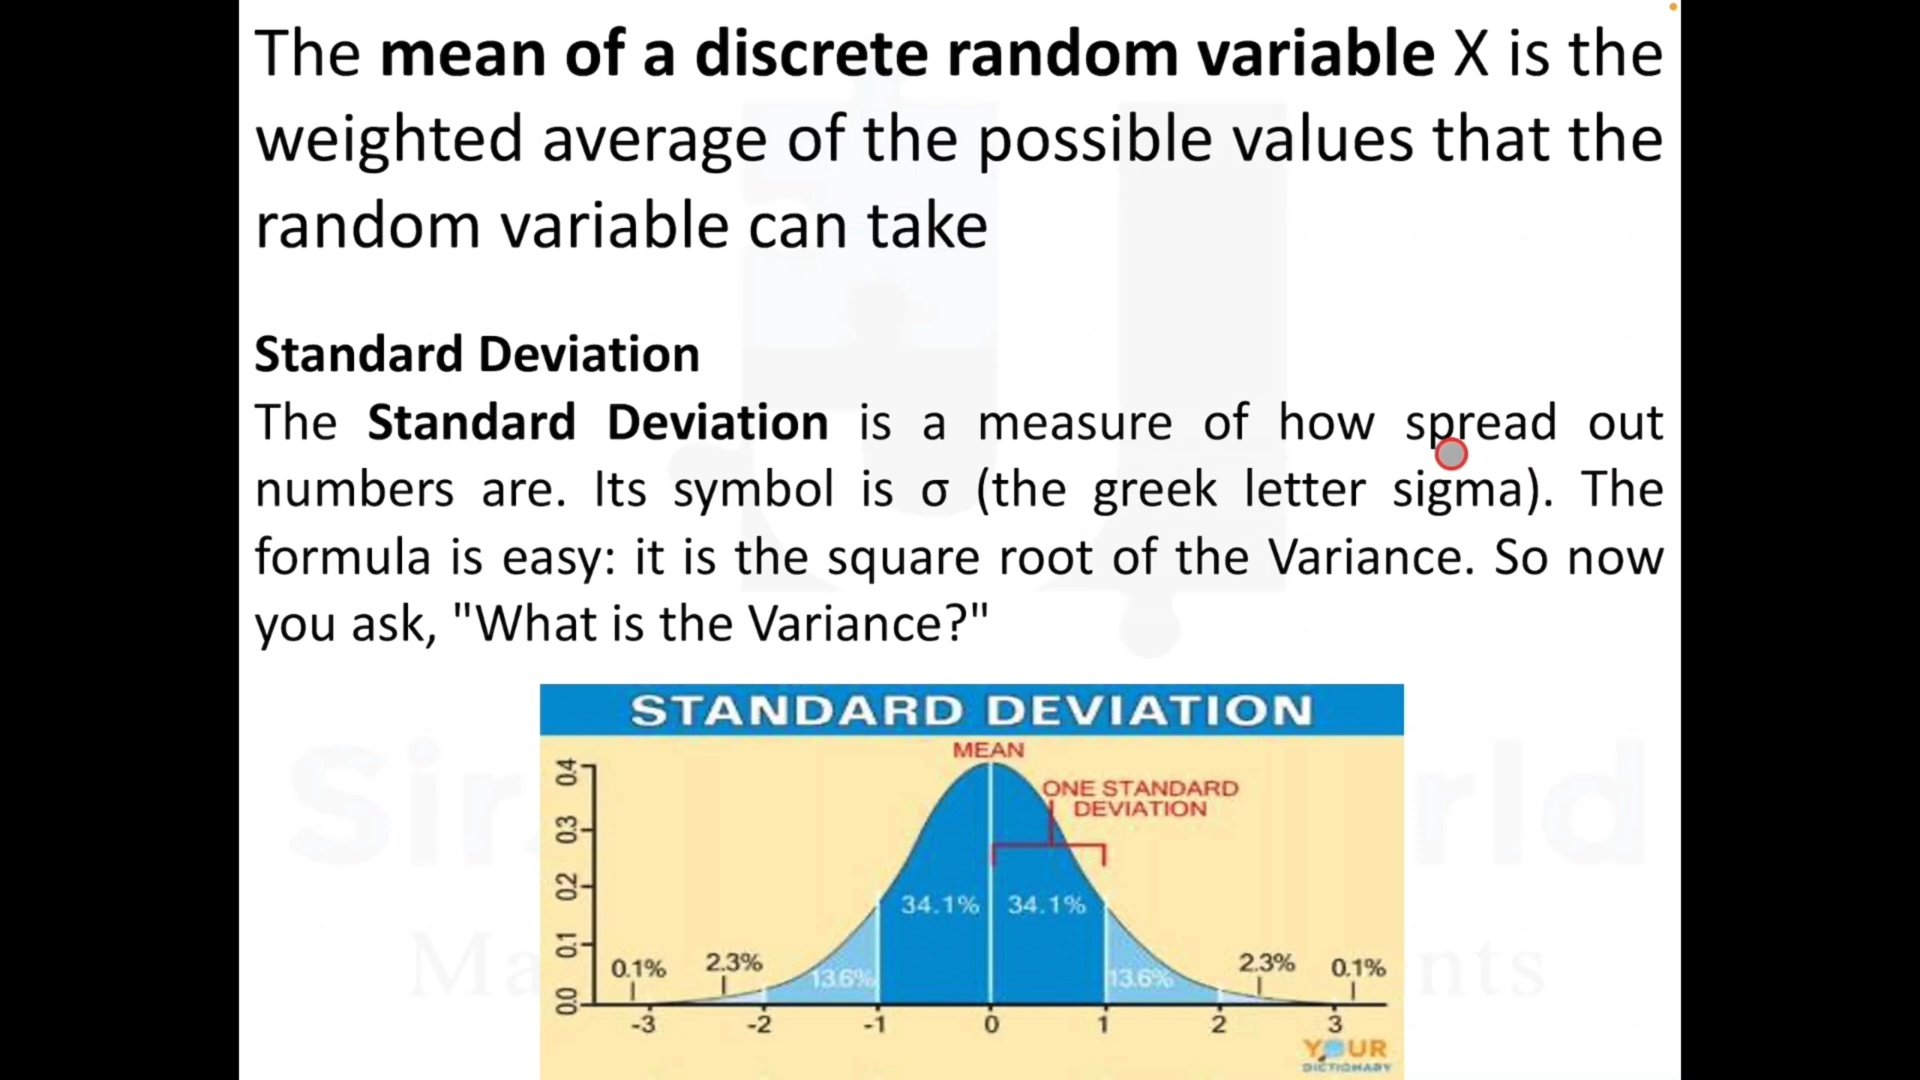 The mean of a discrete random variable X is the
weighted average of the possible values that the
random variable can take
Standard Deviation
The Standard Deviation is a measure of how spread out
numbers are. Its symbol is σ (the greek letter sigma). The
formula is easy: it is the square root of the Variance. So now
you ask, "What is the Variance?"
STANDARD DEVIATION
MEAN
ONE STANDARD
DEVIATION
0.4
0.3
0.2
0.1
0.0
34.1% 34.1%
0.1% 2.3% 13.6% 13.6% 2.3% 0.1%
-3 -2 -1 0 1 2 3
YOUR
DICTIONARY